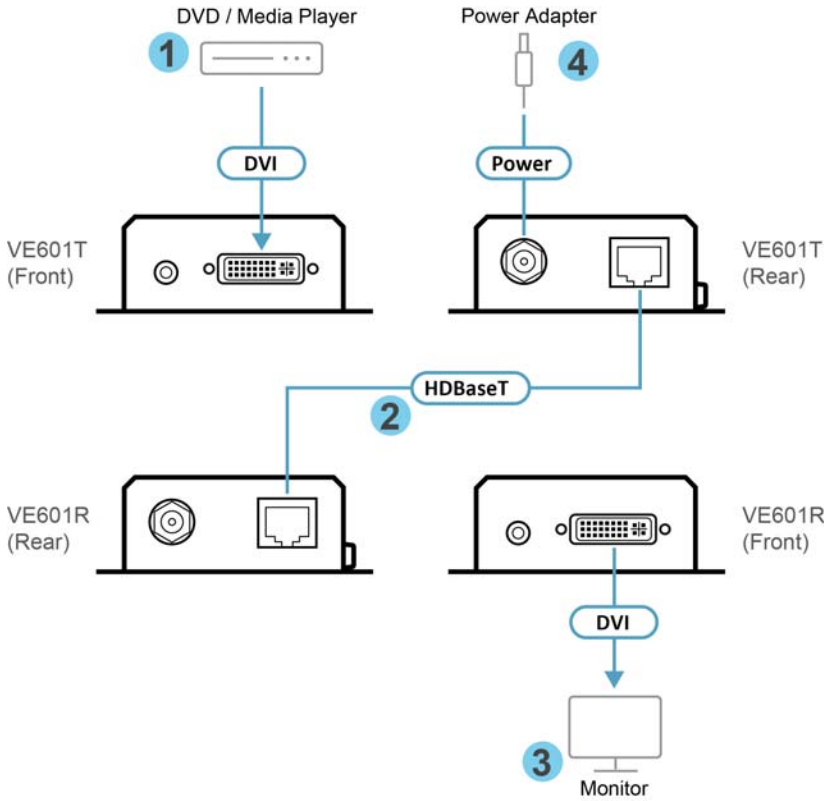 DVD / Media Player
1
Power Adapter
4
DVI
Power
VE601T
(Front)
VE601T
(Rear)
HDBaseT
2
VE601R
(Rear)
VE601R
(Front)
DVI
3
Monitor